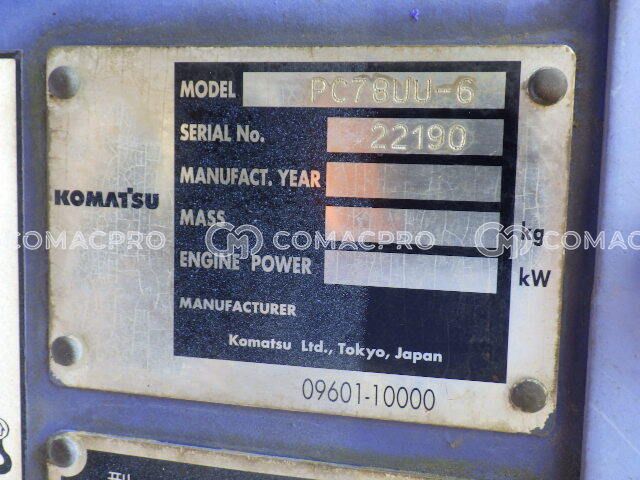 MODEL PC78UU-6
SERIAL No. 22190
MANUFACT. YEAR
KOMATSU
MASS kg
COMACPRO COMACPRO COMACPRO
ENGINE POWER kW
MANUFACTURER
Komatsu Ltd., Tokyo, Japan
09601-10000